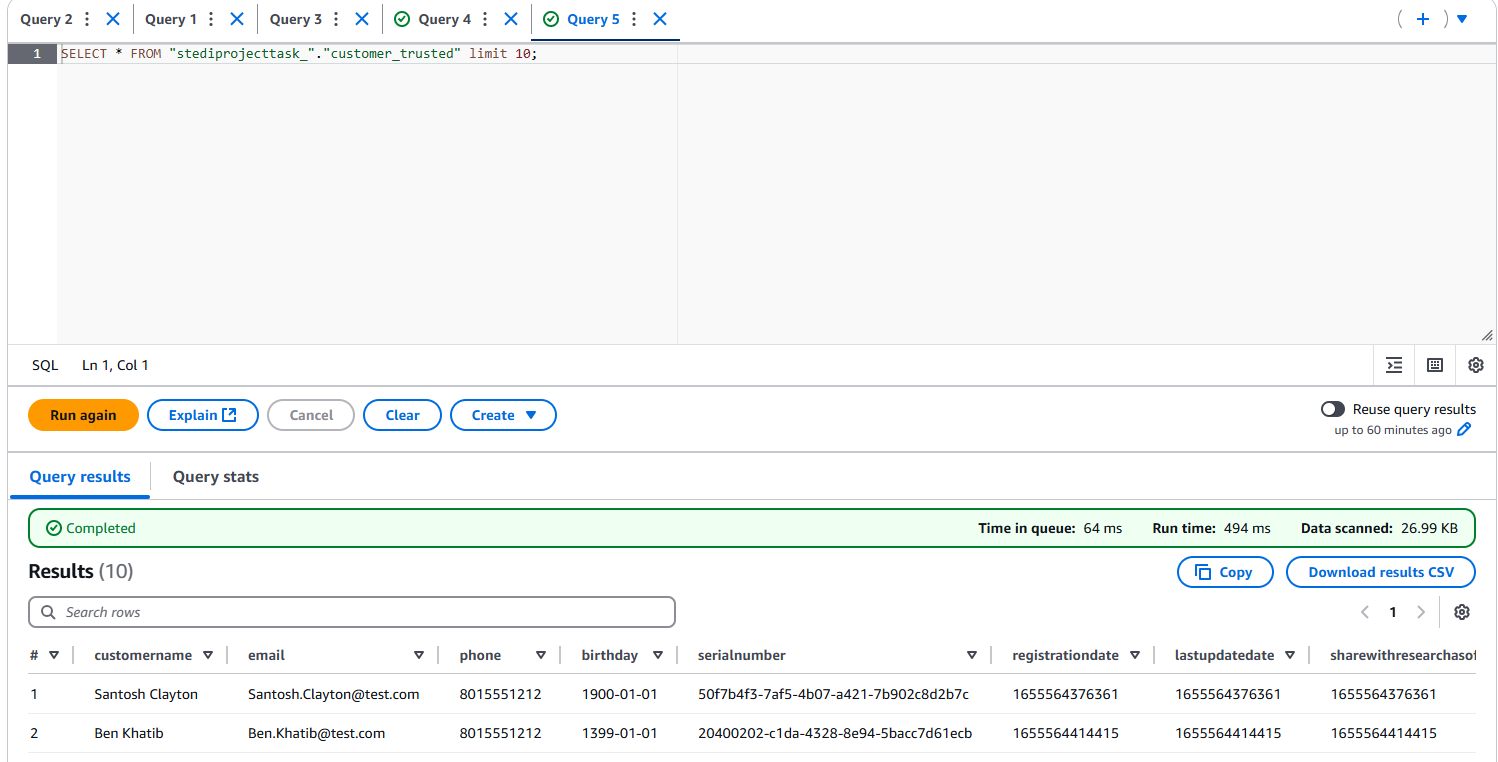 Query 2 Query 1 Query 3 Query 4 Query 5
1 SELECT * FROM "stediprojecttask_"."customer_trusted" limit 10;
SQL Ln 1, Col 1
Run again Explain Cancel Clear Create Reuse query results
up to 60 minutes ago
Query results Query stats
Completed Time in queue: 64 ms Run time: 494 ms Data scanned: 26.99 KB
Results (10) Copy Download results CSV
Search rows 1
# customername email phone birthday serialnumber registrationdate lastupdatedate sharewithresearchasof
1 Santosh Clayton Santosh.Clayton@test.com 8015551212 1900-01-01 50f7b4f3-7af5-4b07-a421-7b902c8d2b7c 1655564376361 1655564376361 1655564376361
2 Ben Khatib Ben.Khatib@test.com 8015551212 1399-01-01 20400202-c1da-4328-8e94-5bacc7d61ecb 1655564414415 1655564414415 1655564414415